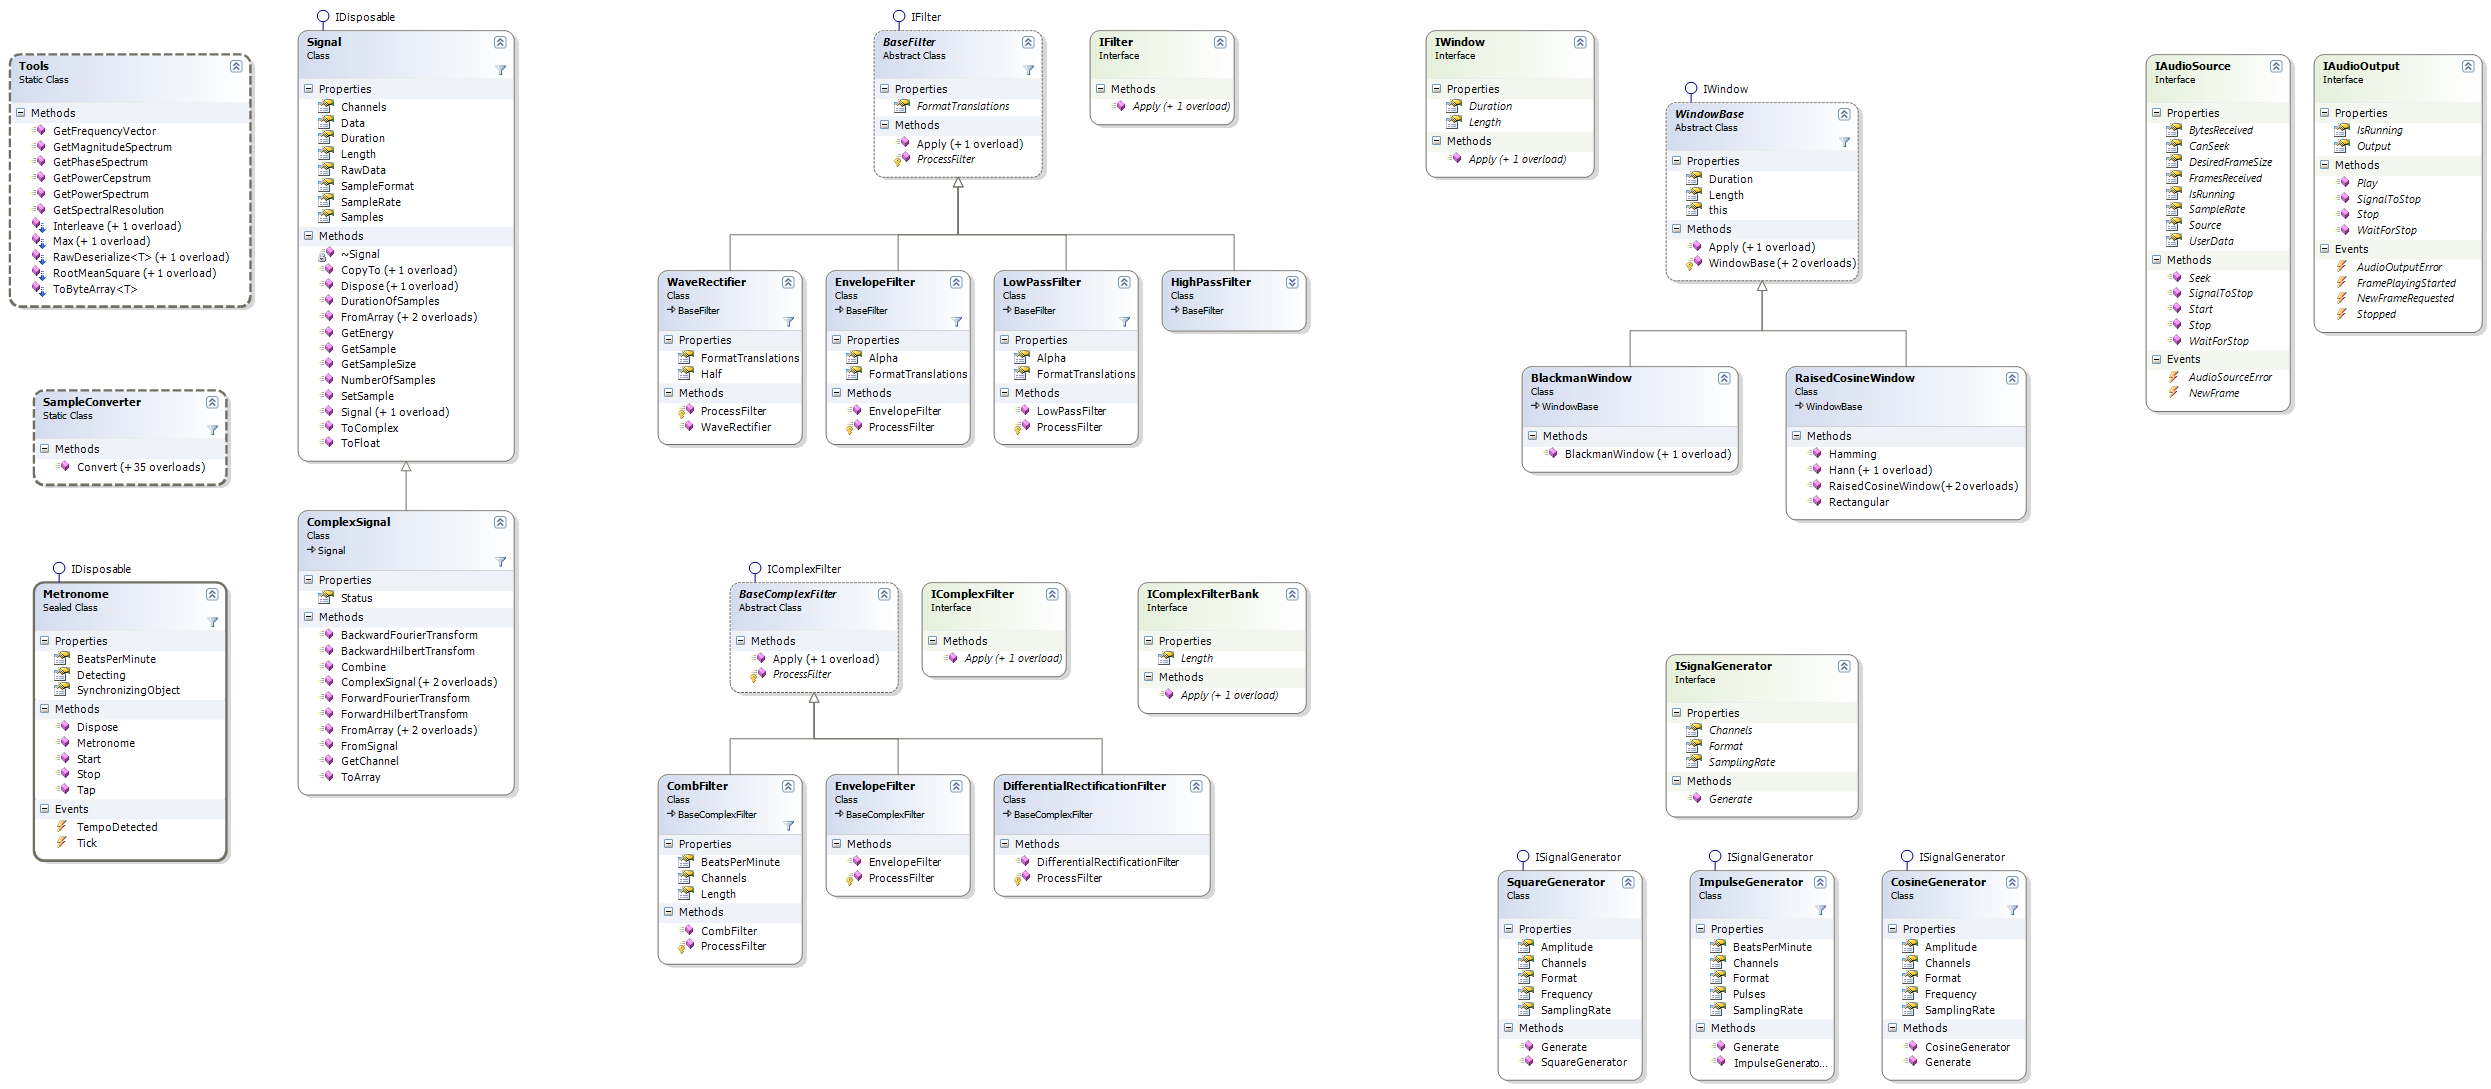 Tools
Static Class
Methods
GetFrequencyVector
GetMagnitudeSpectrum
GetPhaseSpectrum
GetPowerCepstrum
GetPowerSpectrum
GetSpectralResolution
Interleave (+ 1 overload)
Max (+ 1 overload)
RawDeserialize<T> (+ 1 overload)
RootMeanSquare (+ 1 overload)
ToByteArray<T>
SampleConverter
Static Class
Methods
Convert (+ 35 overloads)
IDisposable
Metronome
Sealed Class
Properties
BeatsPerMinute
Detecting
SynchronizingObject
Methods
Dispose
Metronome
Start
Stop
Tap
Events
TempoDetected
Tick
IDisposable
Signal
Class
Properties
Channels
Data
Duration
Length
RawData
SampleFormat
SampleRate
Samples
Methods
~Signal
CopyTo (+ 1 overload)
Dispose (+ 1 overload)
DurationOfSamples
FromArray (+ 2 overloads)
GetEnergy
GetSample
GetSampleSize
NumberOfSamples
SetSample
Signal (+ 1 overload)
ToComplex
ToFloat
ComplexSignal
Class
Signal
Properties
Status
Methods
BackwardFourierTransform
BackwardHilbertTransform
Combine
ComplexSignal (+ 2 overloads)
ForwardFourierTransform
ForwardHilbertTransform
FromArray (+ 2 overloads)
FromSignal
GetChannel
ToArray
IFilter
BaseFilter
Abstract Class
Properties
FormatTranslations
Methods
Apply (+ 1 overload)
ProcessFilter
IFilter
Interface
Methods
Apply (+ 1 overload)
WaveRectifier
Class
BaseFilter
Properties
FormatTranslations
Half
Methods
ProcessFilter
WaveRectifier
EnvelopeFilter
Class
BaseFilter
Properties
Alpha
FormatTranslations
Methods
EnvelopeFilter
ProcessFilter
LowPassFilter
Class
BaseFilter
Properties
Alpha
FormatTranslations
Methods
LowPassFilter
ProcessFilter
HighPassFilter
Class
BaseFilter
IComplexFilter
BaseComplexFilter
Abstract Class
Methods
Apply (+ 1 overload)
ProcessFilter
IComplexFilter
Interface
Methods
Apply (+ 1 overload)
IComplexFilterBank
Interface
Properties
Length
Methods
Apply (+ 1 overload)
CombFilter
Class
BaseComplexFilter
Properties
BeatsPerMinute
Channels
Length
Methods
CombFilter
ProcessFilter
EnvelopeFilter
Class
BaseComplexFilter
Methods
EnvelopeFilter
ProcessFilter
DifferentialRectificationFilter
Class
BaseComplexFilter
Methods
DifferentialRectificationFilter
ProcessFilter
IWindow
Interface
Properties
Duration
Length
Methods
Apply (+ 1 overload)
IWindow
WindowBase
Abstract Class
Properties
Duration
Length
this
Methods
Apply (+ 1 overload)
WindowBase (+ 2 overloads)
BlackmanWindow
Class
WindowBase
Methods
BlackmanWindow (+ 1 overload)
RaisedCosineWindow
Class
WindowBase
Methods
Hamming
Hann (+ 1 overload)
RaisedCosineWindow(+ 2 overloads)
Rectangular
ISignalGenerator
Interface
Properties
Channels
Format
SamplingRate
Methods
Generate
ISignalGenerator
SquareGenerator
Class
Properties
Amplitude
Channels
Format
Frequency
SamplingRate
Methods
Generate
SquareGenerator
ISignalGenerator
ImpulseGenerator
Class
Properties
BeatsPerMinute
Channels
Format
Pulses
SamplingRate
Methods
Generate
ImpulseGenerato...
ISignalGenerator
CosineGenerator
Class
Properties
Amplitude
Channels
Format
Frequency
SamplingRate
Methods
CosineGenerator
Generate
IAudioSource
Interface
Properties
BytesReceived
CanSeek
DesiredFrameSize
FramesReceived
IsRunning
SampleRate
Source
UserData
Methods
Seek
SignalToStop
Start
Stop
WaitForStop
Events
AudioSourceError
NewFrame
IAudioOutput
Interface
Properties
IsRunning
Output
Methods
Play
SignalToStop
Stop
WaitForStop
Events
AudioOutputError
FramePlayingStarted
NewFrameRequested
Stopped